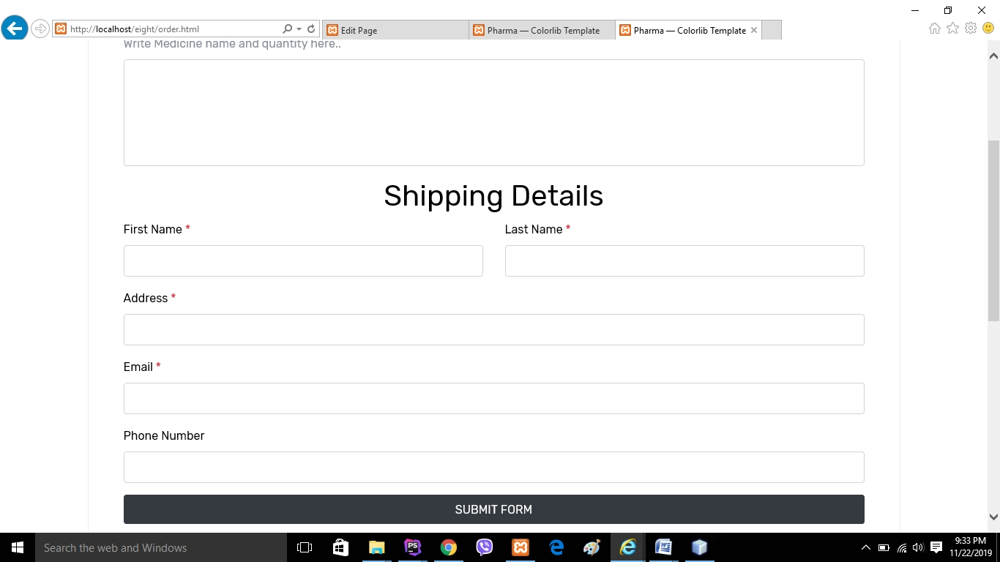 http://localhost/eight/order.html
Edit Page
Pharma — Colorlib Template
Pharma — Colorlib Template
Write Medicine name and quantity here..
Shipping Details
First Name *
Last Name *
Address *
Email *
Phone Number
SUBMIT FORM
Search the web and Windows
PS
9:33 PM
11/22/2019